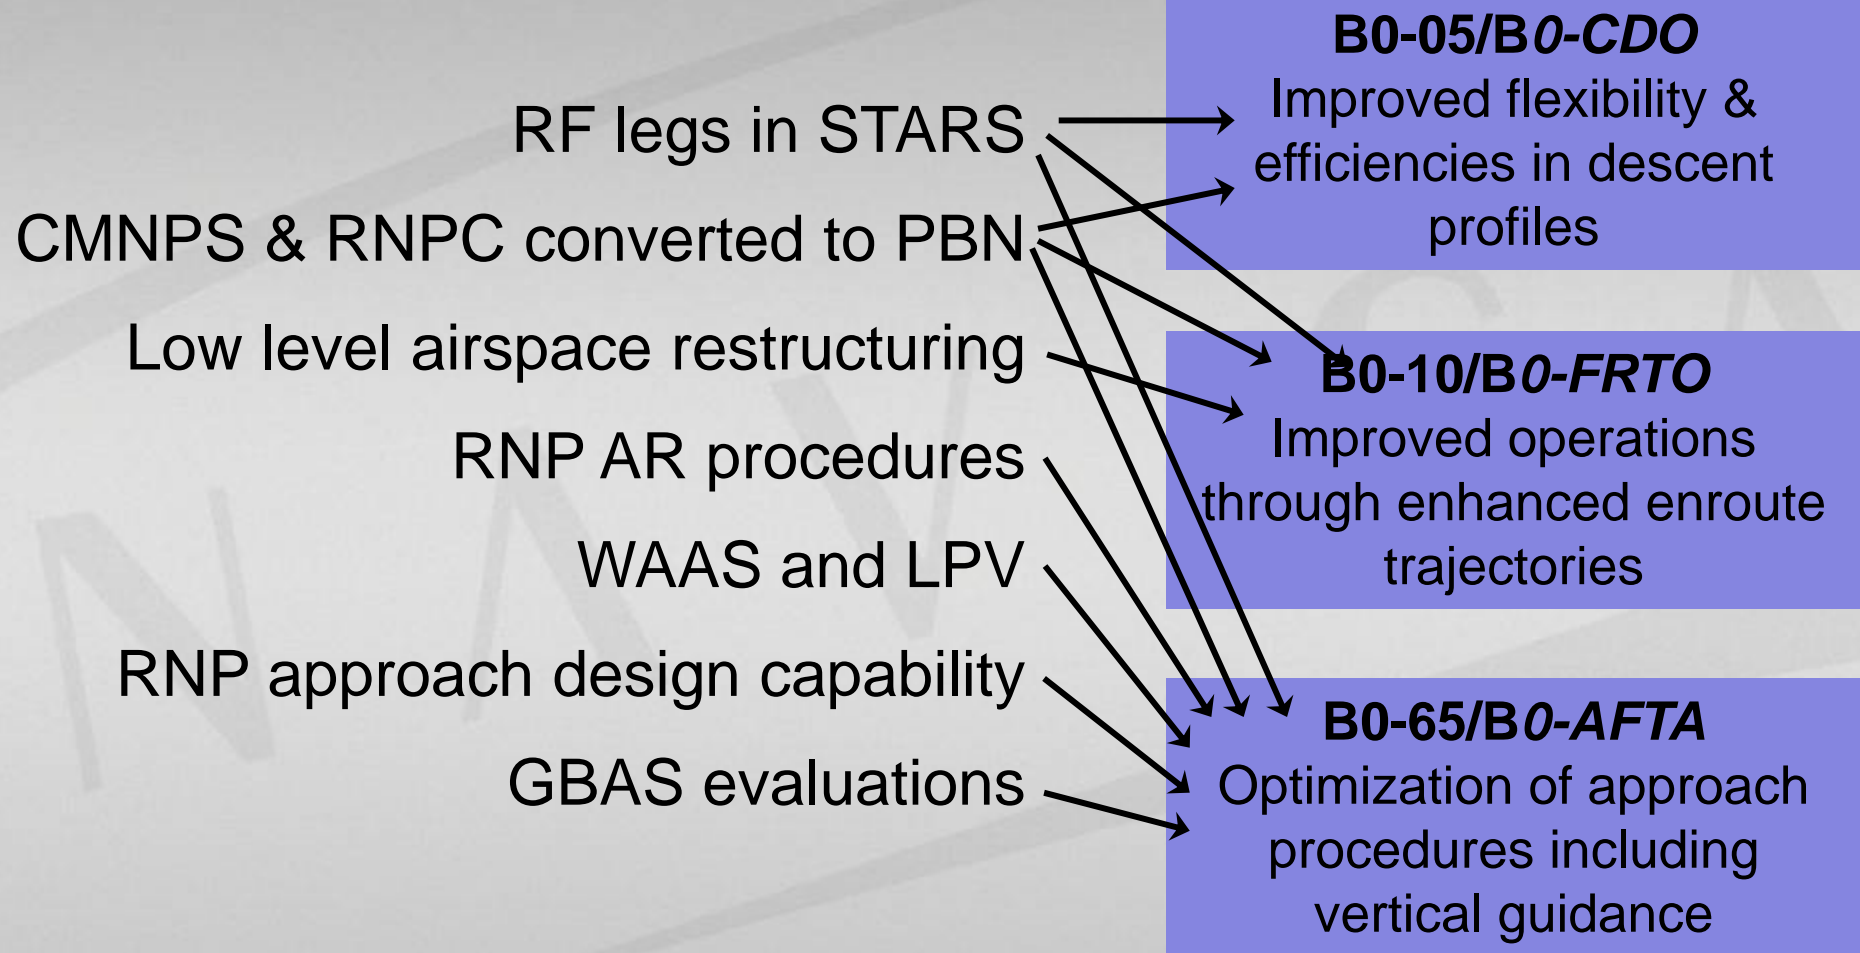 RF legs in STARS
CMNPS & RNPC converted to PBN
Low level airspace restructuring
RNP AR procedures
WAAS and LPV
RNP approach design capability
GBAS evaluations
B0-05/B0-CDO
Improved flexibility &
efficiencies in descent
profiles
B0-10/B0-FRTO
Improved operations
through enhanced enroute
trajectories
B0-65/B0-AFTA
Optimization of approach
procedures including
vertical guidance